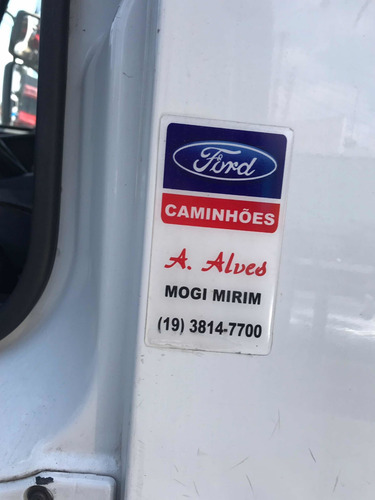 Ford
CAMINHÕES
A. Alves
MOGI MIRIM
(19) 3814-7700